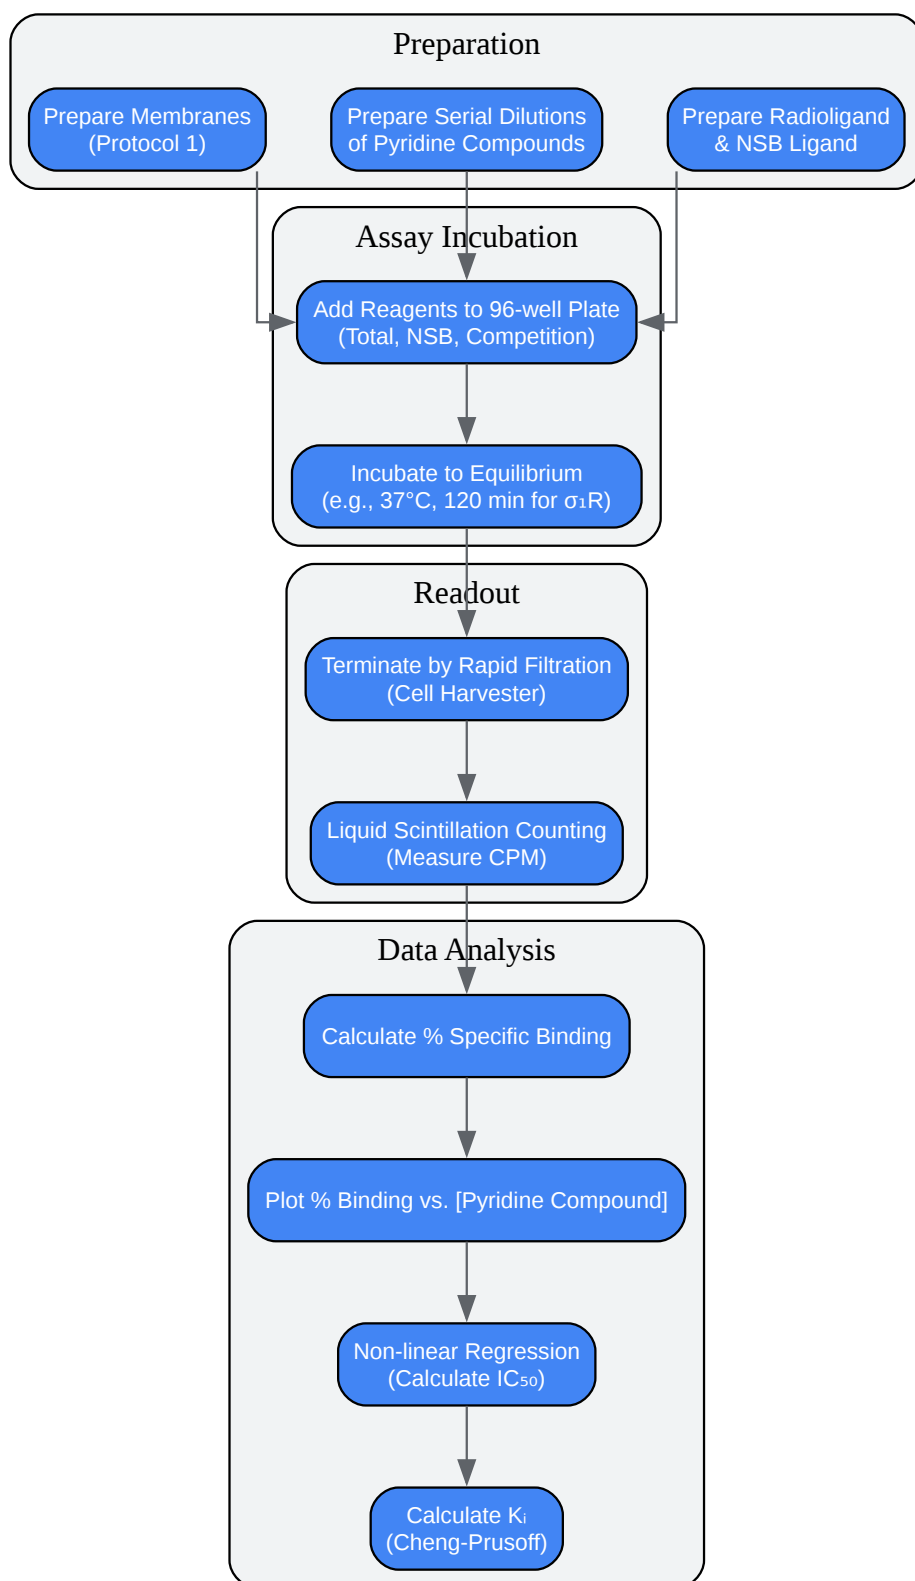 Preparation
Prepare Membranes
(Protocol 1)
Prepare Serial Dilutions
of Pyridine Compounds
Prepare Radioligand
& NSB Ligand
Assay Incubation
Add Reagents to 96-well Plate
(Total, NSB, Competition)
Incubate to Equilibrium
(e.g., 37°C, 120 min for σ₁R)
Readout
Terminate by Rapid Filtration
(Cell Harvester)
Liquid Scintillation Counting
(Measure CPM)
Data Analysis
Calculate % Specific Binding
Plot % Binding vs. [Pyridine Compound]
Non-linear Regression
(Calculate IC₅₀)
Calculate Kᵢ
(Cheng-Prusoff)